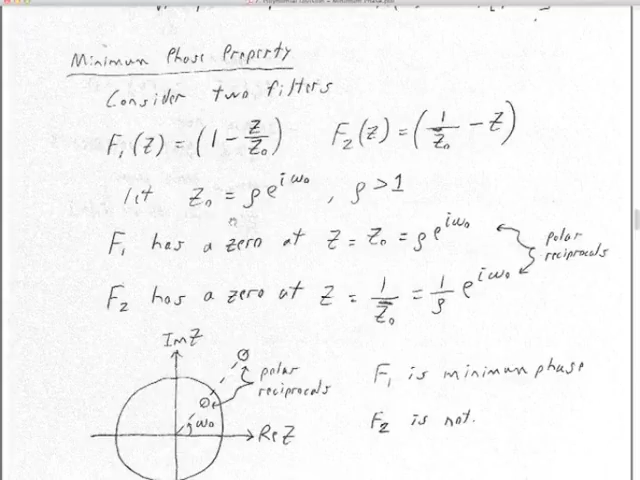 Minimum Phase Property
Consider two filters
F₁(Z) = (1 - Z/Z₀) F₂(Z) = (1/Z̄₀ - Z)
let Z₀ = ρe^{iω₀}, ρ > 1
F₁ has a zero at Z = Z₀ = ρe^{iω₀}
polar
reciprocals
F₂ has a zero at Z = 1/Z̄₀ = 1/ρ e^{iω₀}
Im Z
polar
reciprocals
ω₀
Re Z
F₁ is minimum phase
F₂ is not.